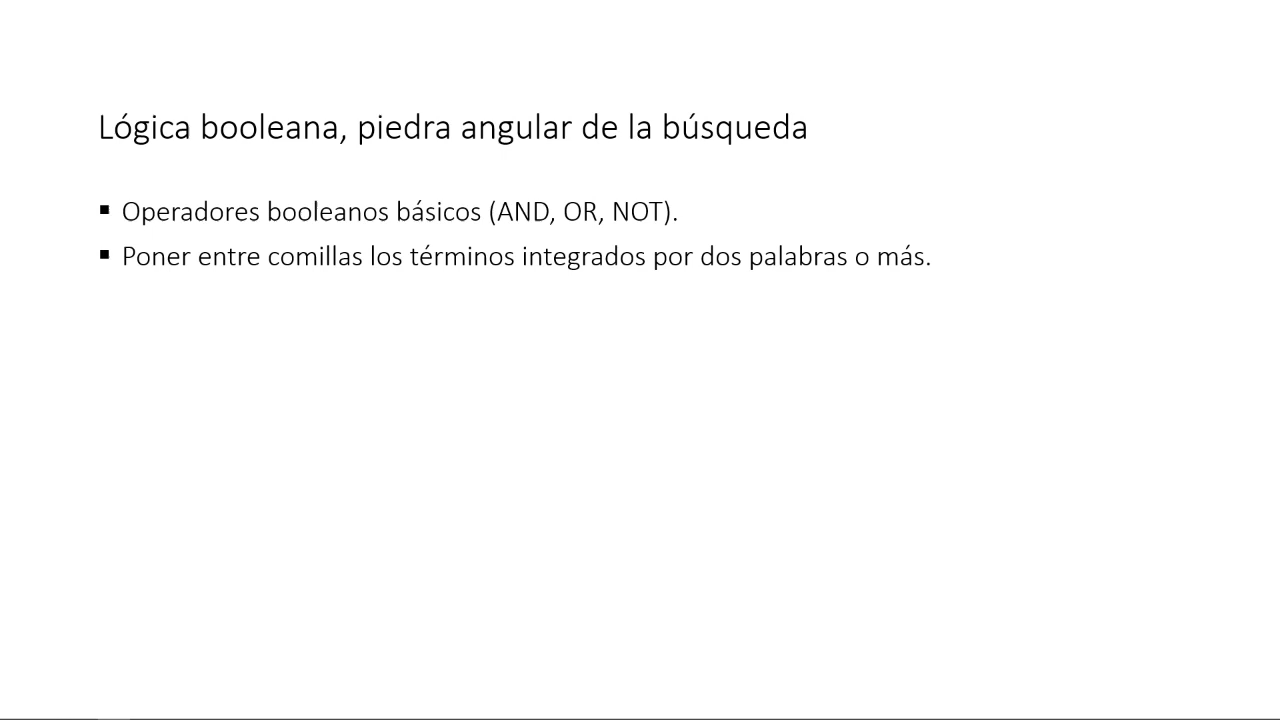 Lógica booleana, piedra angular de la búsqueda
▪ Operadores booleanos básicos (AND, OR, NOT).
▪ Poner entre comillas los términos integrados por dos palabras o más.